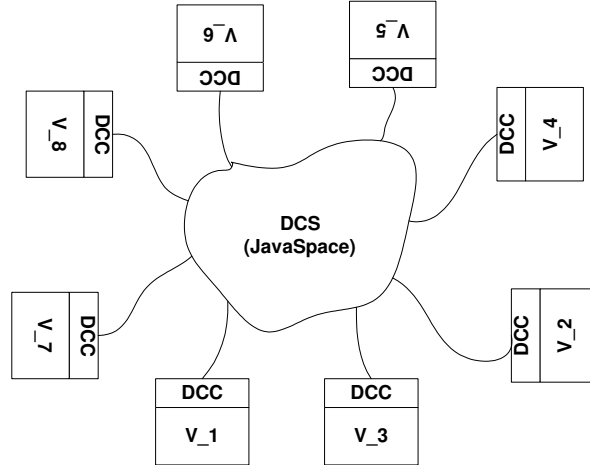 V_6
DCC
V_5
DCC
V_8
DCC
DCC
V_4
DCS
(JavaSpace)
V_7
DCC
DCC
V_2
DCC
V_1
DCC
V_3